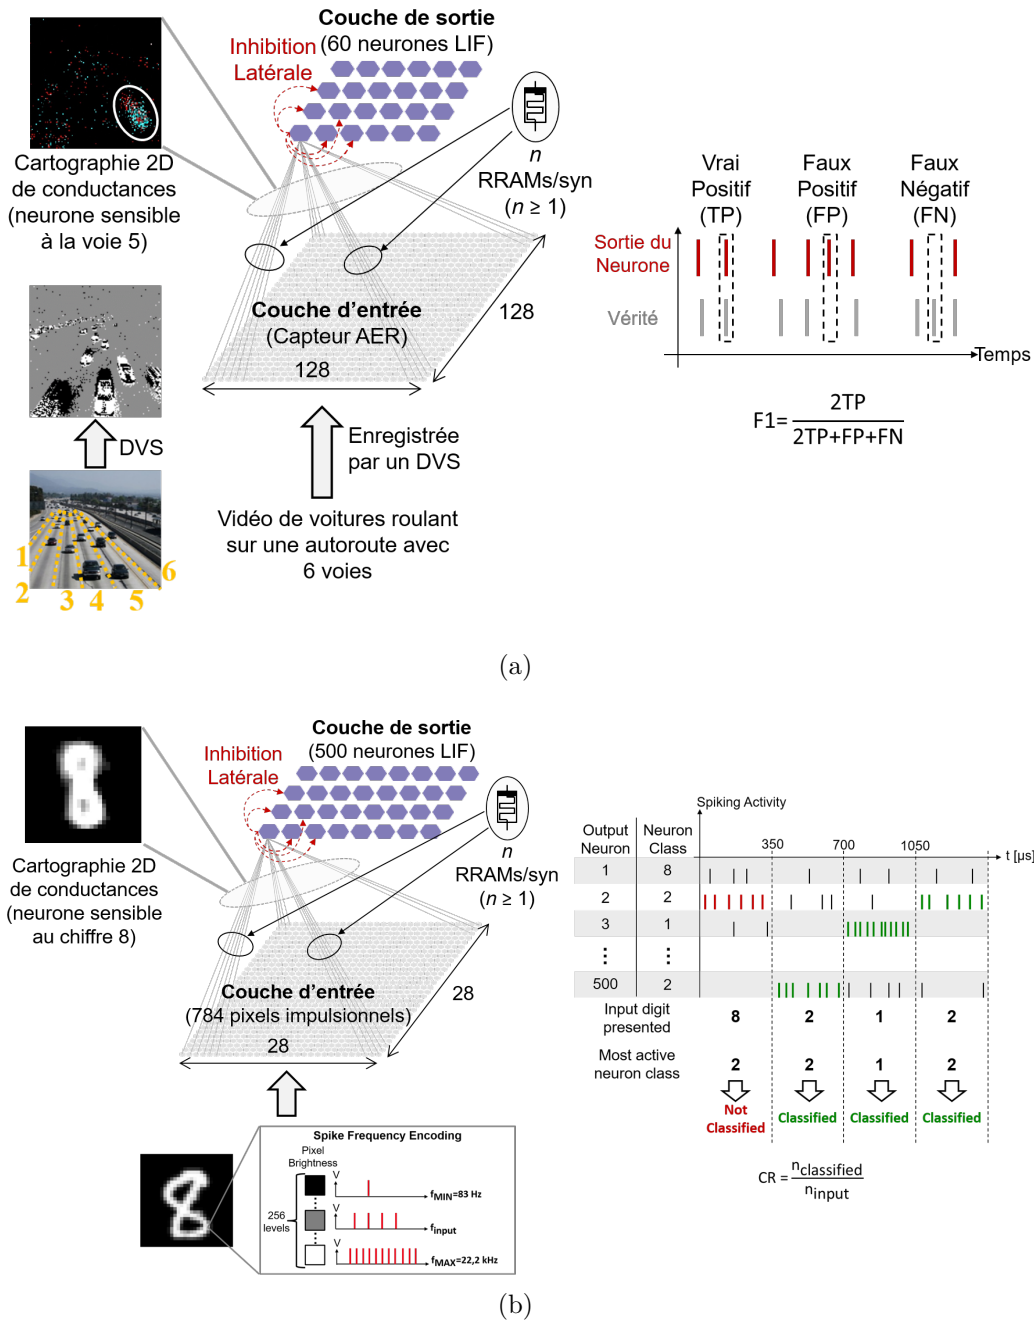 Couche de sortie
(60 neurones LIF)
Inhibition
Latérale
n
RRAMs/syn
(n ≥ 1)
Cartographie 2D
de conductances
(neurone sensible
à la voie 5)
Couche d'entrée
(Capteur AER)
128
128
DVS
Enregistrée
par un DVS
Vidéo de voitures roulant
sur une autoroute avec
6 voies
1
2
3
4
5
6
Vrai
Positif
(TP)
Faux
Positif
(FP)
Faux
Négatif
(FN)
Sortie du
Neurone
Vérité
Temps
F1= 2TP
2TP+FP+FN
(a)
Couche de sortie
(500 neurones LIF)
Inhibition
Latérale
n
RRAMs/syn
(n ≥ 1)
Cartographie 2D
de conductances
(neurone sensible
au chiffre 8)
Couche d'entrée
(784 pixels impulsionnels)
28
28
Spike Frequency Encoding
Pixel
Brightness
256
levels
V
fMIN=83 Hz
V
finput
V
fMAX=22,2 kHz
Spiking Activity
Output
Neuron
Neuron
Class
350
700
1050
t [µs]
1 8
2 2
3 1
⋮ ⋮
500 2
Input digit
presented
8 2 1 2
Most active
neuron class
2 2 1 2
Not
Classified
Classified
Classified
Classified
CR = nclassified
ninput
(b)